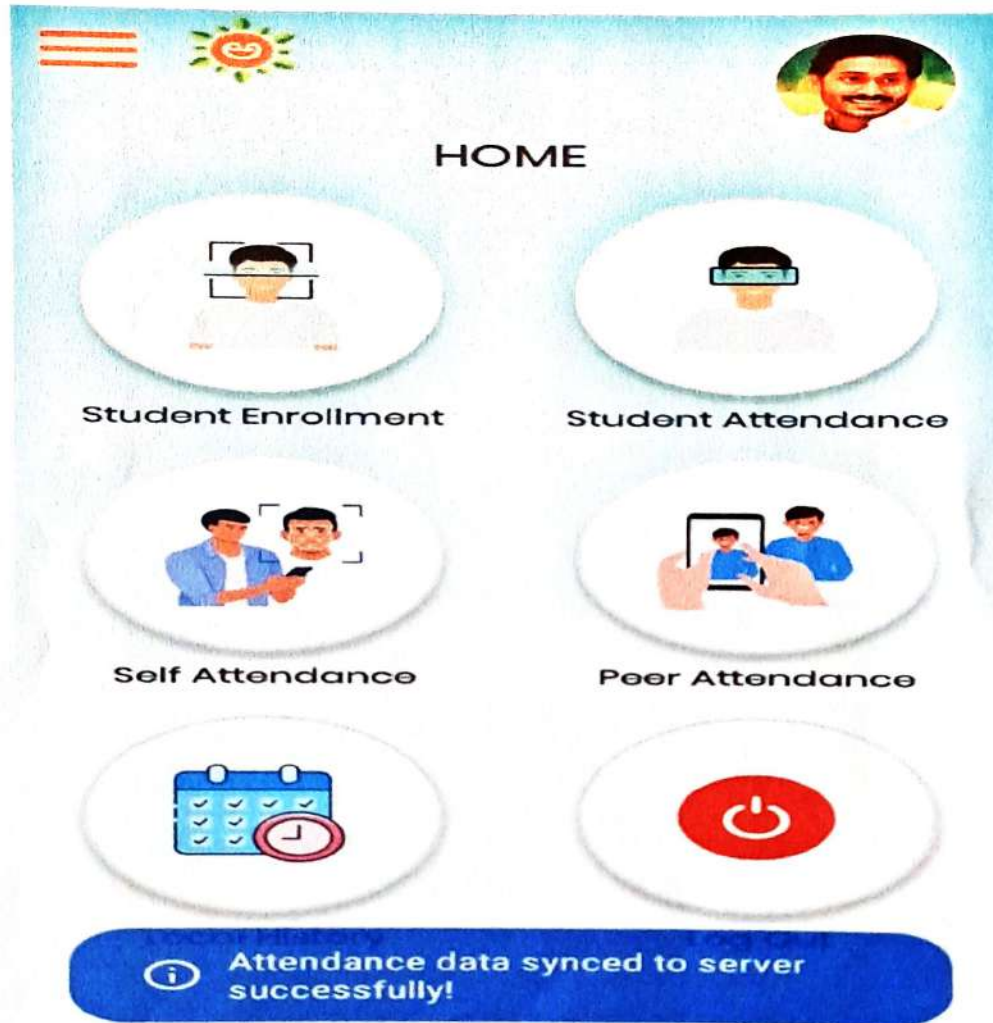 HOME
Student Enrollment
Student Attendance
Self Attendance
Peer Attendance
Attendance data synced to server
successfully!